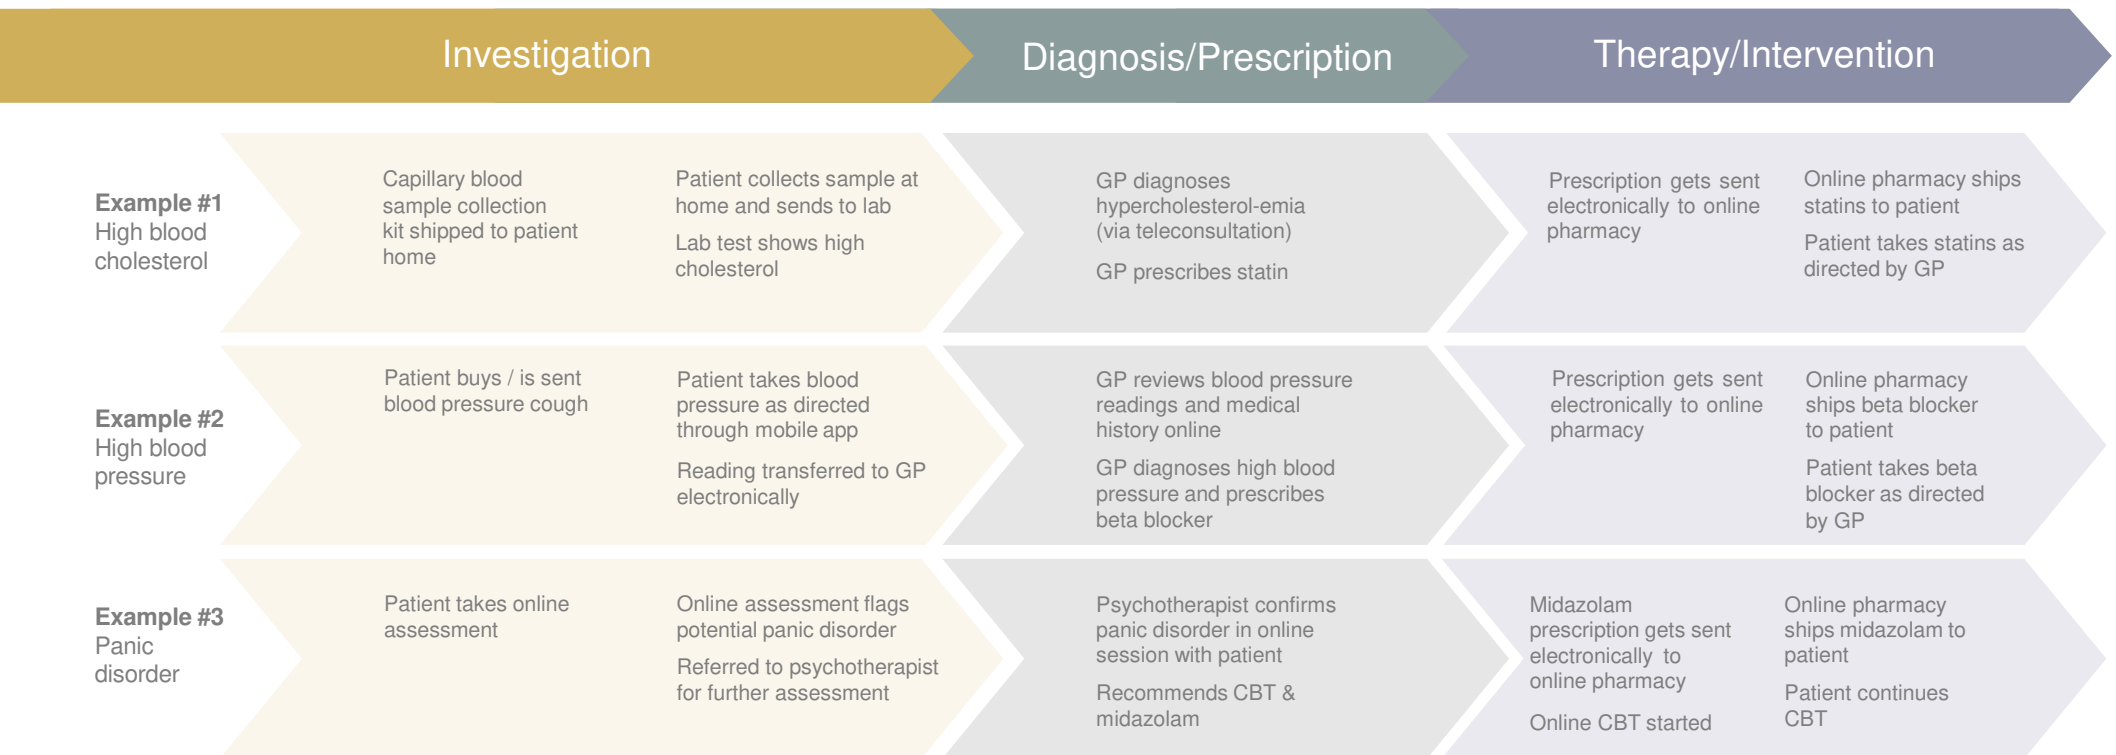 Investigation
Diagnosis/Prescription
Therapy/Intervention
Example #1
High blood
cholesterol
Capillary blood
sample collection
kit shipped to patient
home
Patient collects sample at
home and sends to lab
Lab test shows high
cholesterol
GP diagnoses
hypercholesterol-emia
(via teleconsultation)
GP prescribes statin
Prescription gets sent
electronically to online
pharmacy
Online pharmacy ships
statins to patient
Patient takes statins as
directed by GP
Example #2
High blood
pressure
Patient buys / is sent
blood pressure cough
Patient takes blood
pressure as directed
through mobile app
Reading transferred to GP
electronically
GP reviews blood pressure
readings and medical
history online
GP diagnoses high blood
pressure and prescribes
beta blocker
Prescription gets sent
electronically to online
pharmacy
Online pharmacy
ships beta blocker
to patient
Patient takes beta
blocker as directed
by GP
Example #3
Panic
disorder
Patient takes online
assessment
Online assessment flags
potential panic disorder
Referred to psychotherapist
for further assessment
Psychotherapist confirms
panic disorder in online
session with patient
Recommends CBT &
midazolam
Midazolam
prescription gets sent
electronically to
online pharmacy
Online CBT started
Online pharmacy
ships midazolam to
patient
Patient continues
CBT